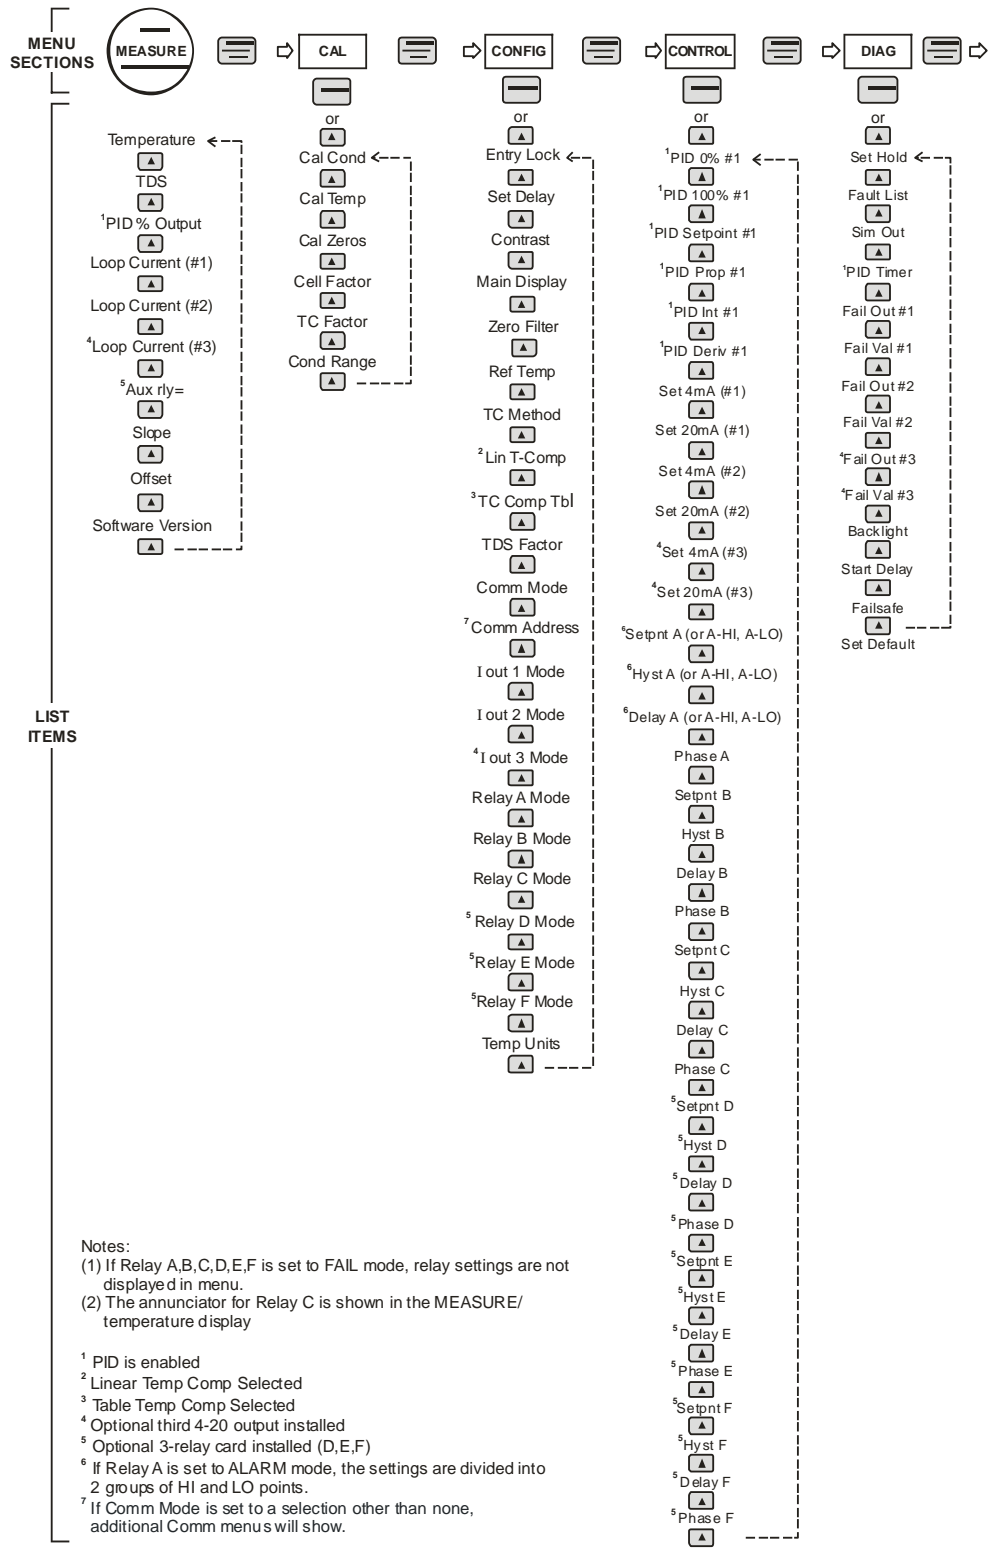 MENU
SECTIONS
MEASURE
CAL
CONFIG
CONTROL
DIAG
LIST
ITEMS
Temperature
TDS
¹PID % Output
Loop Current (#1)
Loop Current (#2)
⁴Loop Current (#3)
⁵Aux rly=
Slope
Offset
Software Version
or
Cal Cond
Cal Temp
Cal Zeros
Cell Factor
TC Factor
Cond Range
or
Entry Lock
Set Delay
Contrast
Main Display
Zero Filter
Ref Temp
TC Method
²Lin T-Comp
³TC Comp Tbl
TDS Factor
Comm Mode
⁷Comm Address
I out 1 Mode
I out 2 Mode
⁴I out 3 Mode
Relay A Mode
Relay B Mode
Relay C Mode
⁵Relay D Mode
⁵Relay E Mode
⁵Relay F Mode
Temp Units
or
¹PID 0% #1
¹PID 100% #1
¹PID Setpoint #1
¹PID Prop #1
¹PID Int #1
¹PID Deriv #1
Set 4mA (#1)
Set 20mA (#1)
Set 4mA (#2)
Set 20mA (#2)
⁴Set 4mA (#3)
⁴Set 20mA (#3)
⁶Setpnt A (or A-HI, A-LO)
⁶Hyst A (or A-HI, A-LO)
⁶Delay A (or A-HI, A-LO)
Phase A
Setpnt B
Hyst B
Delay B
Phase B
Setpnt C
Hyst C
Delay C
Phase C
⁵Setpnt D
⁵Hyst D
⁵Delay D
⁵Phase D
⁵Setpnt E
⁵Hyst E
⁵Delay E
⁵Phase E
⁵Setpnt F
⁵Hyst F
⁵Delay F
⁵Phase F
or
Set Hold
Fault List
Sim Out
¹PID Timer
Fail Out #1
Fail Val #1
Fail Out #2
Fail Val #2
⁴Fail Out #3
⁴Fail Val #3
Backlight
Start Delay
Failsafe
Set Default
Notes:
(1) If Relay A,B,C,D,E,F is set to FAIL mode, relay settings are not
displayed in menu.
(2) The annunciator for Relay C is shown in the MEASURE/
temperature display
¹ PID is enabled
² Linear Temp Comp Selected
³ Table Temp Comp Selected
⁴ Optional third 4-20 output installed
⁵ Optional 3-relay card installed (D,E,F)
⁶ If Relay A is set to ALARM mode, the settings are divided into
2 groups of HI and LO points.
⁷ If Comm Mode is set to a selection other than none,
additional Comm menus will show.